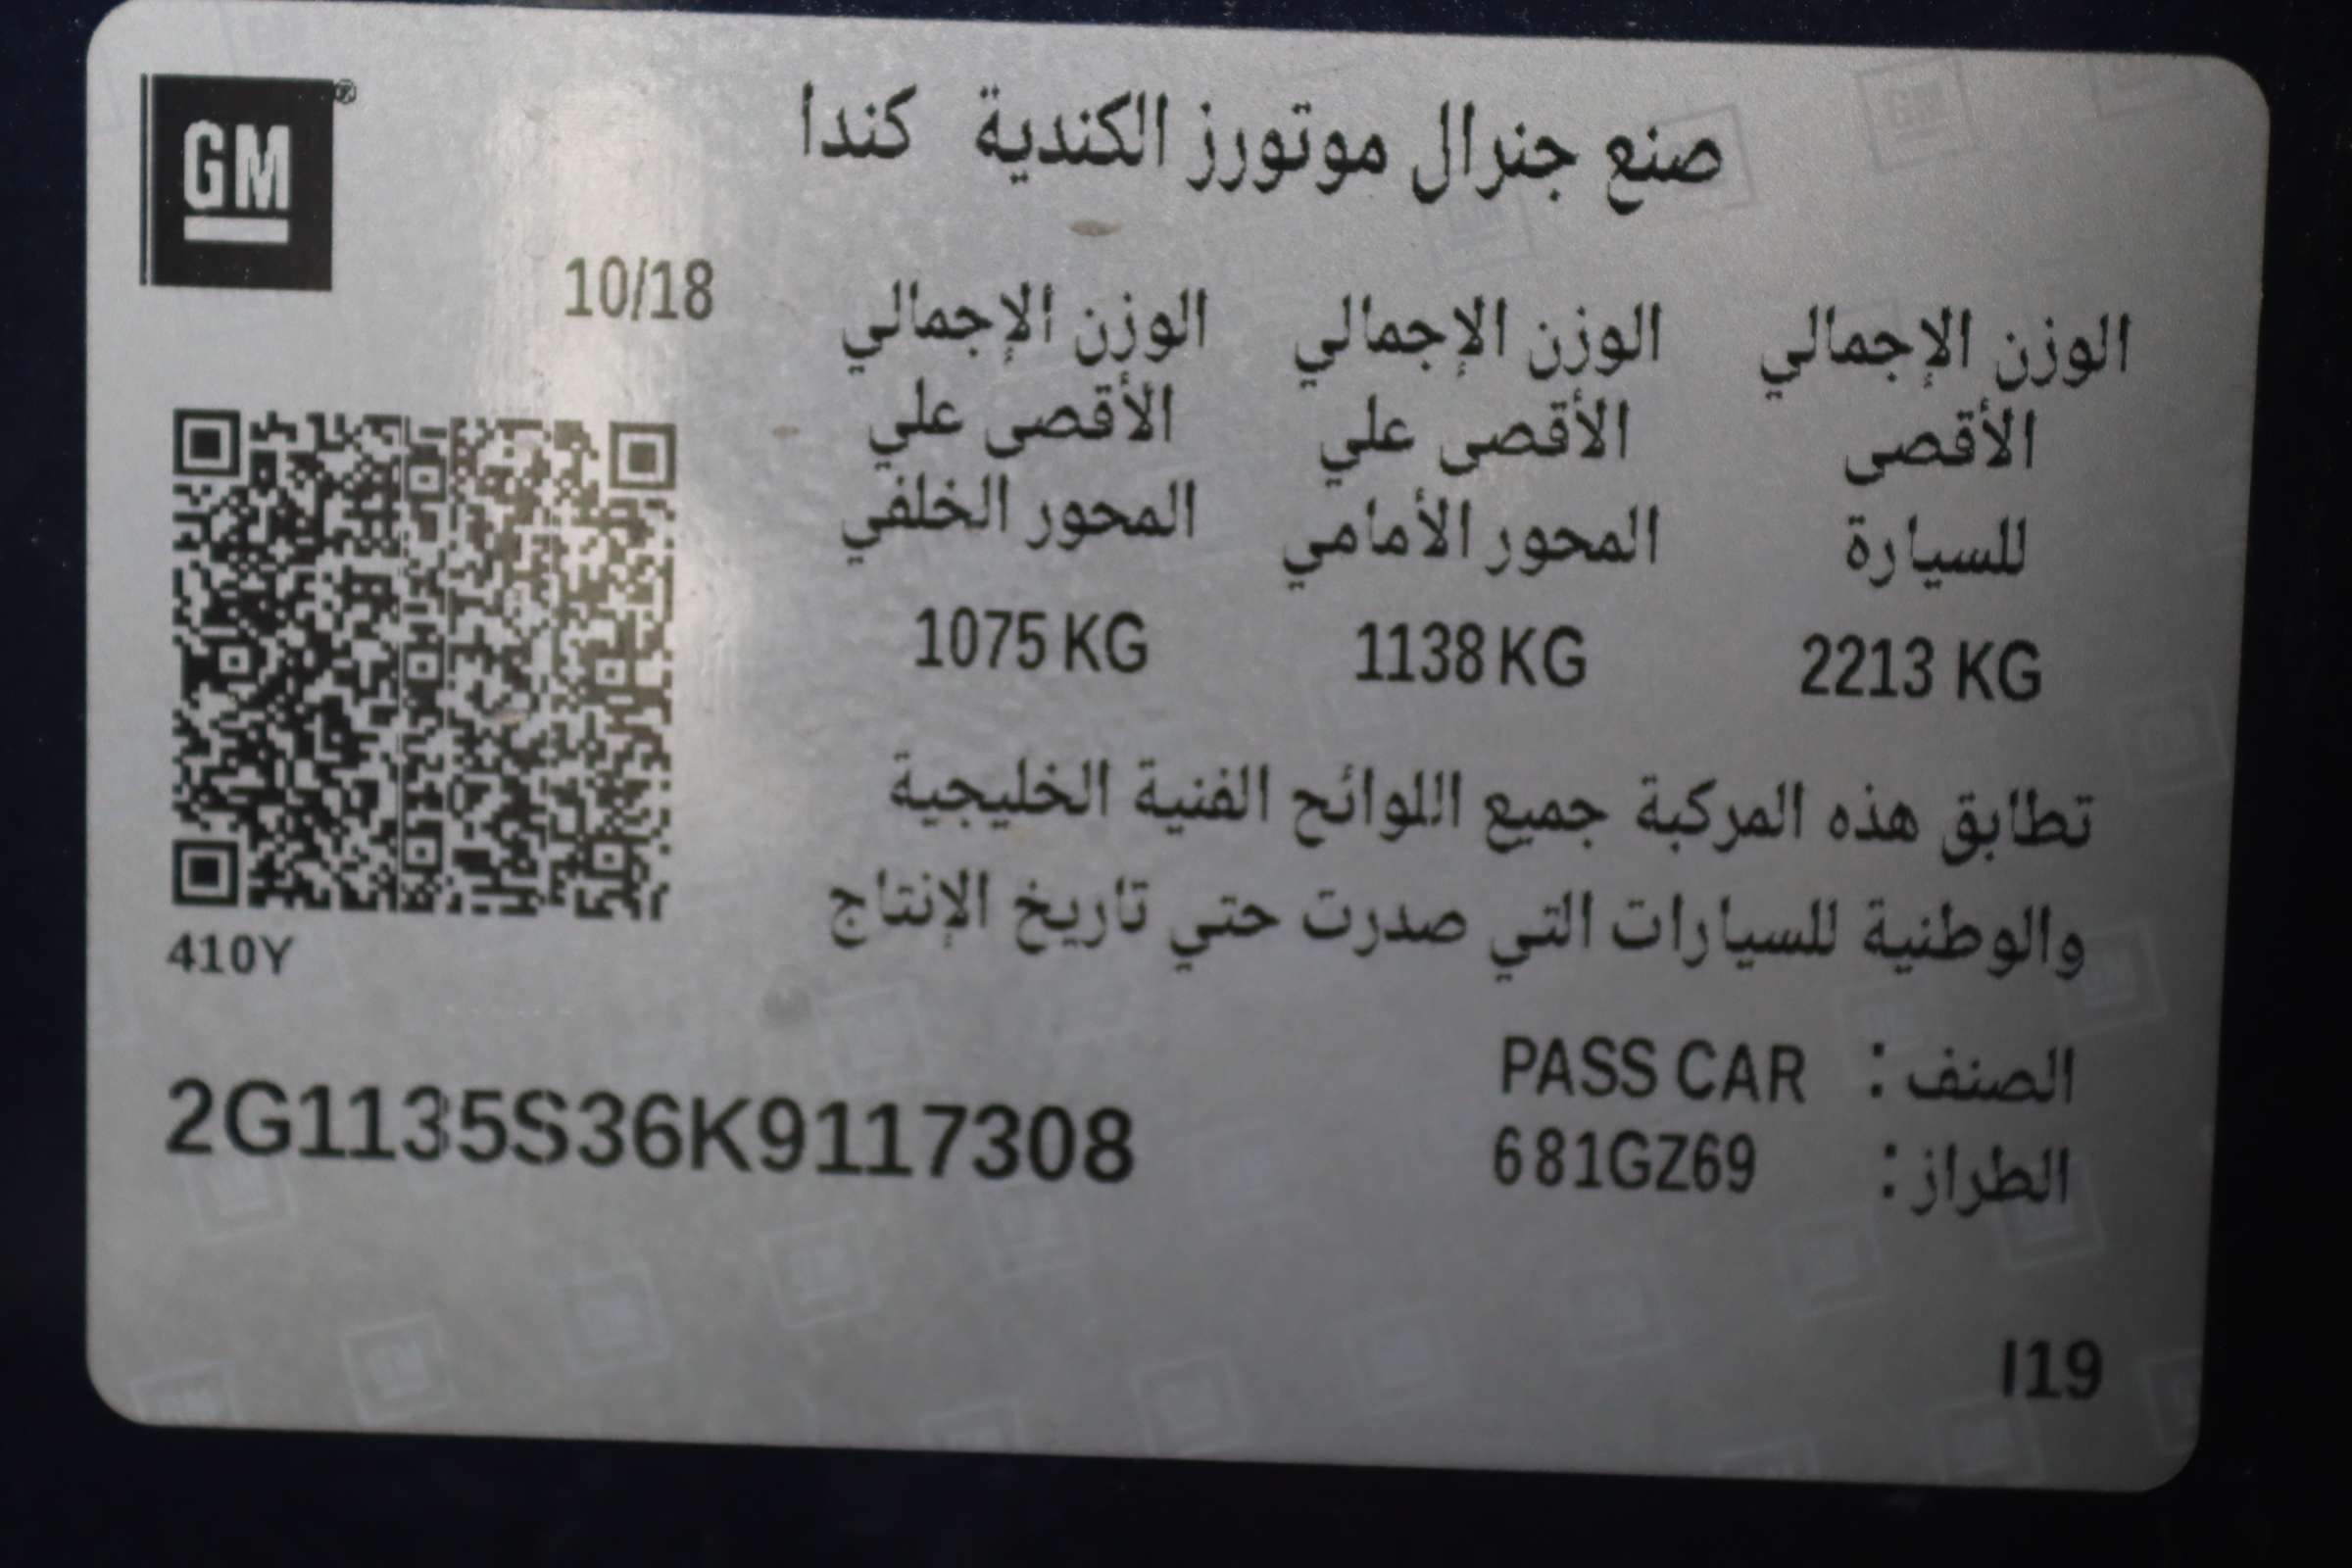 GM ®
صنع جنرال موتورز الكندية كندا
10/18
الوزن الإجمالي الأقصى للسيارة
2213 KG
الوزن الإجمالي الأقصى علي المحور الأمامي
1138 KG
الوزن الإجمالي الأقصى علي المحور الخلفي
1075 KG
تطابق هذه المركبة جميع اللوائح الفنية الخليجية
والوطنية للسيارات التي صدرت حتي تاريخ الإنتاج
410Y
الصنف : PASS CAR
الطراز : 681GZ69
2G1135S36K9117308
I19